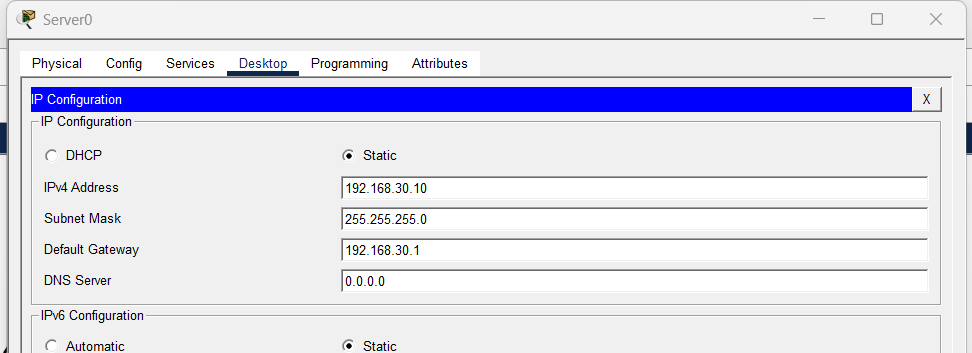 Server0
Physical Config Services Desktop Programming Attributes
IP Configuration X
IP Configuration
DHCP Static
IPv4 Address 192.168.30.10
Subnet Mask 255.255.255.0
Default Gateway 192.168.30.1
DNS Server 0.0.0.0
IPv6 Configuration
Automatic Static